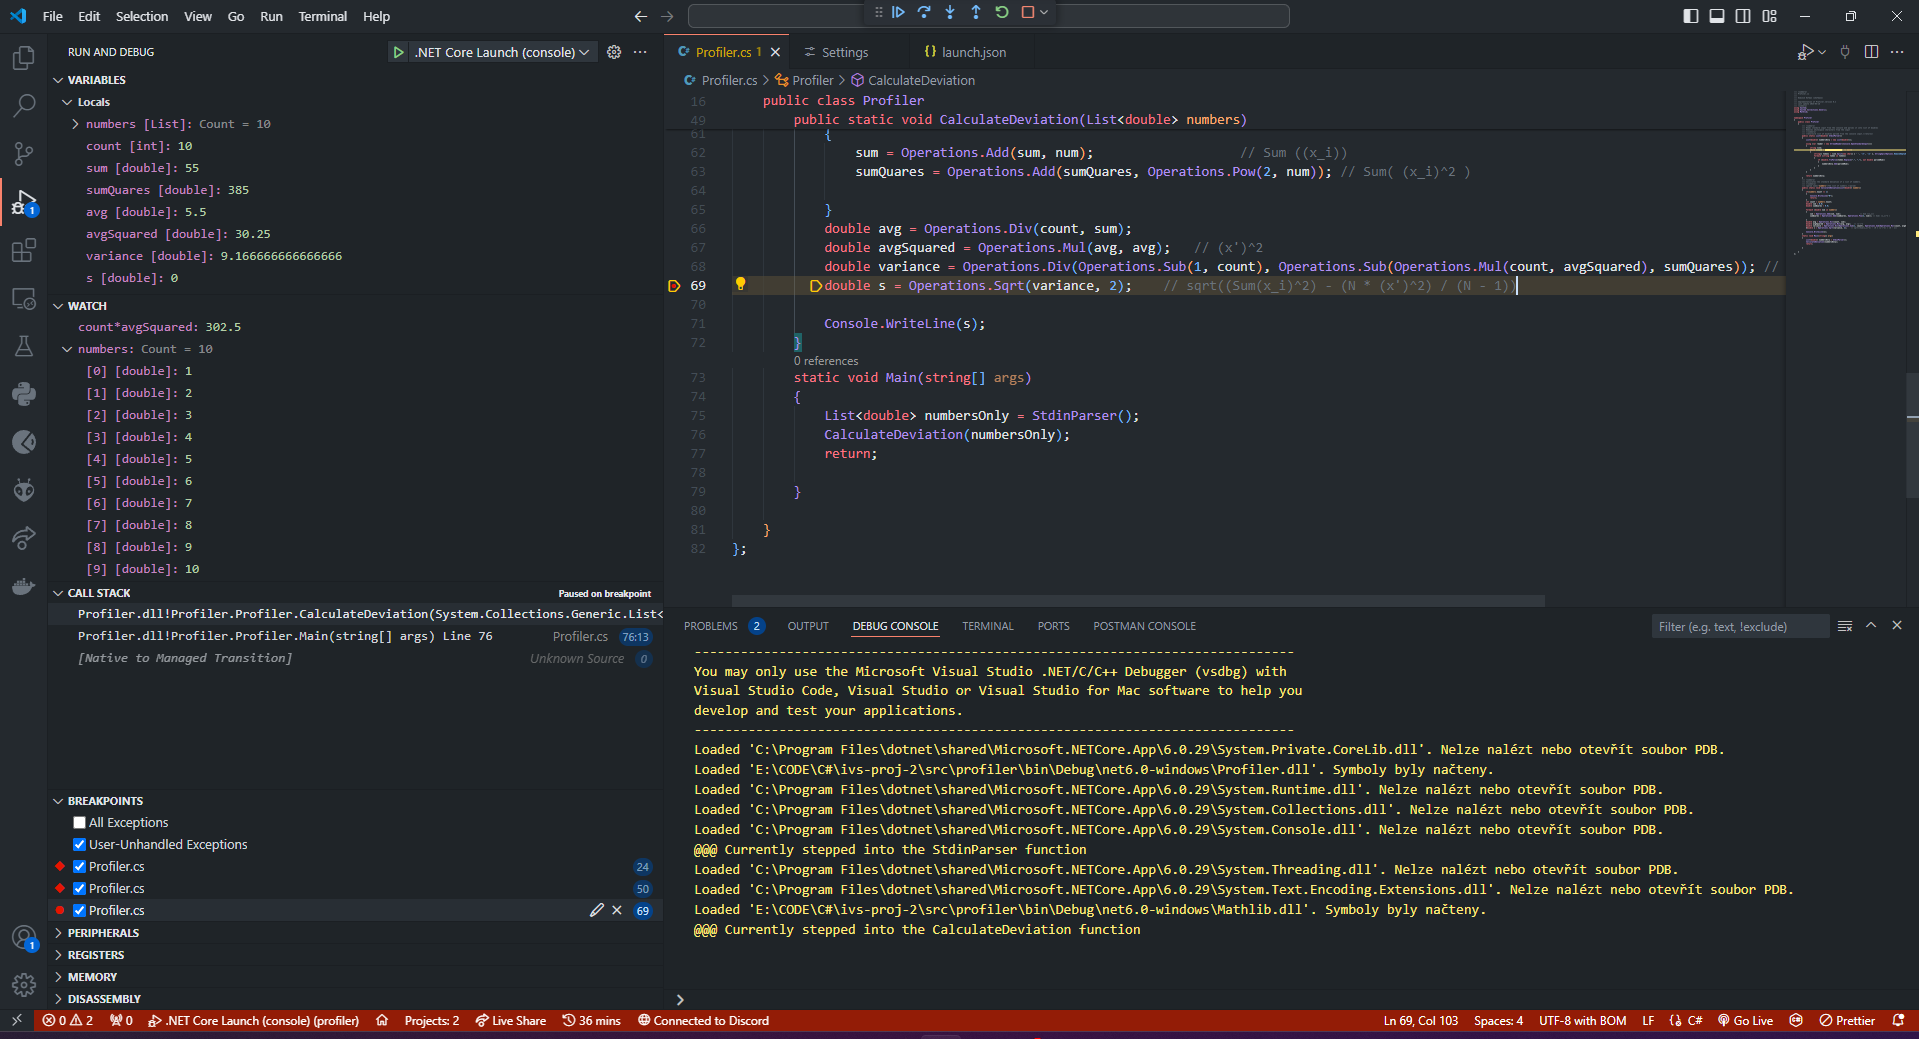 File Edit Selection View Go Run Terminal Help
RUN AND DEBUG
.NET Core Launch (console)
VARIABLES
Locals
numbers [List]: Count = 10
count [int]: 10
sum [double]: 55
sumQuares [double]: 385
avg [double]: 5.5
avgSquared [double]: 30.25
variance [double]: 9.166666666666666
s [double]: 0
WATCH
count*avgSquared: 302.5
numbers: Count = 10
[0] [double]: 1
[1] [double]: 2
[2] [double]: 3
[3] [double]: 4
[4] [double]: 5
[5] [double]: 6
[6] [double]: 7
[7] [double]: 8
[8] [double]: 9
[9] [double]: 10
CALL STACK Paused on breakpoint
Profiler.dll!Profiler.Profiler.CalculateDeviation(System.Collections.Generic.List<
Profiler.dll!Profiler.Profiler.Main(string[] args) Line 76 Profiler.cs 76:13
[Native to Managed Transition] Unknown Source 0
BREAKPOINTS
All Exceptions
User-Unhandled Exceptions
Profiler.cs 24
Profiler.cs 50
Profiler.cs 69
PERIPHERALS
REGISTERS
MEMORY
DISASSEMBLY
1
1
Profiler.cs 1 Settings {} launch.json
C# Profiler.cs > Profiler > CalculateDeviation
16 public class Profiler
49 public static void CalculateDeviation(List<double> numbers)
61 {
62 sum = Operations.Add(sum, num); // Sum ((x_i))
63 sumQuares = Operations.Add(sumQuares, Operations.Pow(2, num)); // Sum( (x_i)^2 )
64
65 }
66 double avg = Operations.Div(count, sum);
67 double avgSquared = Operations.Mul(avg, avg); // (x')^2
68 double variance = Operations.Div(Operations.Sub(1, count), Operations.Sub(Operations.Mul(count, avgSquared), sumQuares)); //
69 double s = Operations.Sqrt(variance, 2); // sqrt((Sum(x_i)^2) - (N * (x')^2) / (N - 1))
70
71 Console.WriteLine(s);
72 }
0 references
73 static void Main(string[] args)
74 {
75 List<double> numbersOnly = StdinParser();
76 CalculateDeviation(numbersOnly);
77 return;
78
79 }
80
81 }
82 };
PROBLEMS 2 OUTPUT DEBUG CONSOLE TERMINAL PORTS POSTMAN CONSOLE Filter (e.g. text, !exclude)
------------------------------------------------------------------------------
You may only use the Microsoft Visual Studio .NET/C/C++ Debugger (vsdbg) with
Visual Studio Code, Visual Studio or Visual Studio for Mac software to help you
develop and test your applications.
------------------------------------------------------------------------------
Loaded 'C:\Program Files\dotnet\shared\Microsoft.NETCore.App\6.0.29\System.Private.CoreLib.dll'. Nelze nalézt nebo otevřít soubor PDB.
Loaded 'E:\CODE\C#\ivs-proj-2\src\profiler\bin\Debug\net6.0-windows\Profiler.dll'. Symboly byly načteny.
Loaded 'C:\Program Files\dotnet\shared\Microsoft.NETCore.App\6.0.29\System.Runtime.dll'. Nelze nalézt nebo otevřít soubor PDB.
Loaded 'C:\Program Files\dotnet\shared\Microsoft.NETCore.App\6.0.29\System.Collections.dll'. Nelze nalézt nebo otevřít soubor PDB.
Loaded 'C:\Program Files\dotnet\shared\Microsoft.NETCore.App\6.0.29\System.Console.dll'. Nelze nalézt nebo otevřít soubor PDB.
@@@ Currently stepped into the StdinParser function
Loaded 'C:\Program Files\dotnet\shared\Microsoft.NETCore.App\6.0.29\System.Threading.dll'. Nelze nalézt nebo otevřít soubor PDB.
Loaded 'C:\Program Files\dotnet\shared\Microsoft.NETCore.App\6.0.29\System.Text.Encoding.Extensions.dll'. Nelze nalézt nebo otevřít soubor PDB.
Loaded 'E:\CODE\C#\ivs-proj-2\src\profiler\bin\Debug\net6.0-windows\Mathlib.dll'. Symboly byly načteny.
@@@ Currently stepped into the CalculateDeviation function
0 2 0 .NET Core Launch (console) (profiler) Projects: 2 Live Share 36 mins Connected to Discord Ln 69, Col 103 Spaces: 4 UTF-8 with BOM LF C# Go Live Prettier